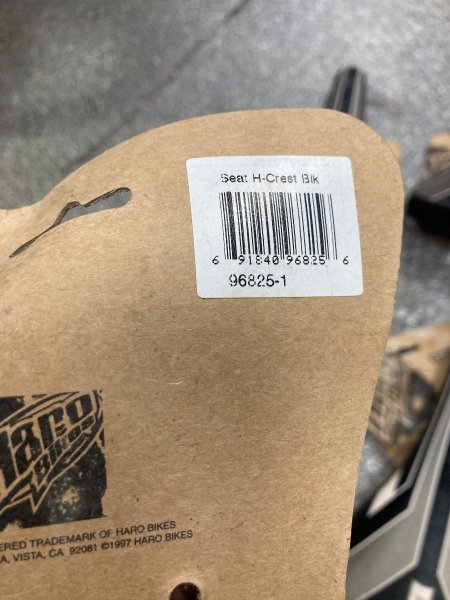 Seat H-Crest Blk
6 91840 96825 6
96825-1
Haro
Bikes
ERED TRADEMARK OF HARO BIKES
A, VISTA, CA 92081 ©1997 HARO BIKES